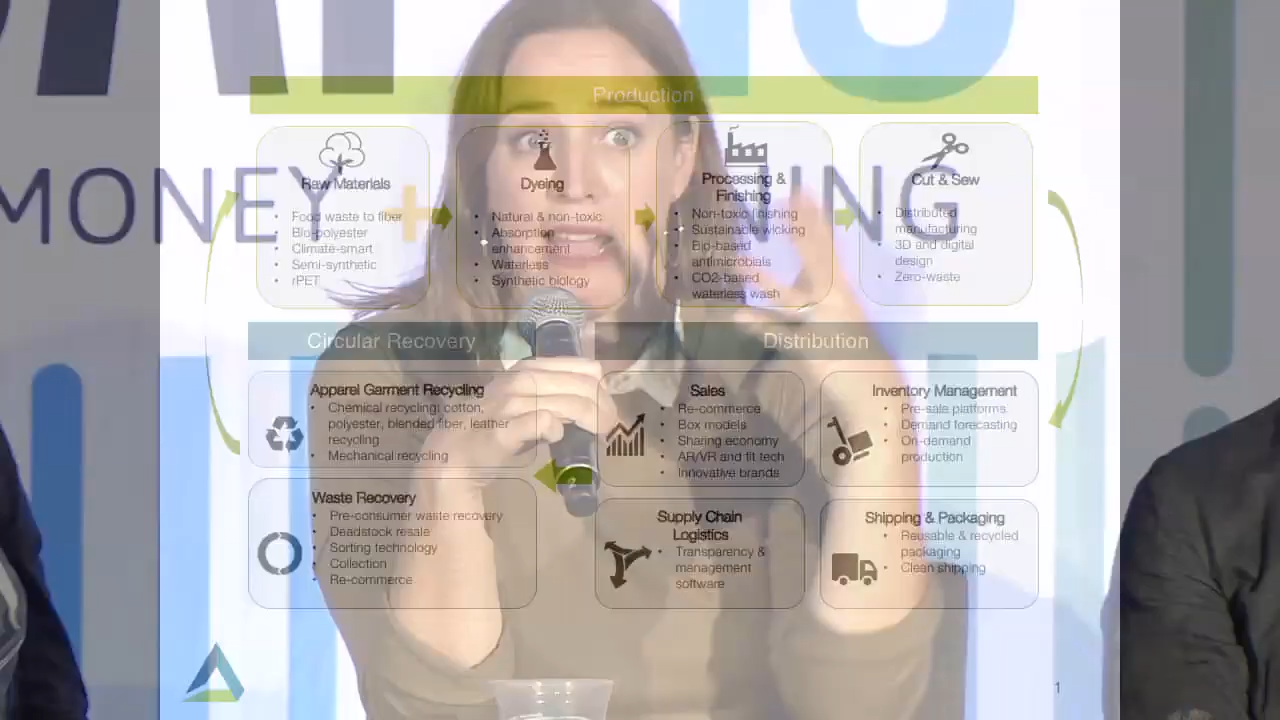 MONEY + NING
Production
Raw Materials
• Food waste to fiber
• Bio-polyester
• Climate-smart
• Semi-synthetic
• rPET
Dyeing
• Natural & non-toxic
• Absorption
enhancement
• Waterless
• Synthetic biology
Processing &
Finishing
• Non-toxic finishing
• Sustainable wicking
• Bio-based
antimicrobials
• CO2-based
waterless wash
Cut & Sew
• Distributed
manufacturing
• 3D and digital
design
• Zero-waste
Circular Recovery
Distribution
Apparel Garment Recycling
• Chemical recycling: cotton,
polyester, blended fiber, leather
recycling
• Mechanical recycling
Sales
• Re-commerce
• Box models
• Sharing economy
• AR/VR and fit tech
• Innovative brands
Inventory Management
• Pre-sale platforms
• Demand forecasting
• On-demand
production
Waste Recovery
• Pre-consumer waste recovery
• Deadstock resale
• Sorting technology
• Collection
• Re-commerce
Supply Chain
Logistics
• Transparency &
management
software
Shipping & Packaging
• Reusable & recycled
packaging
• Clean shipping
1